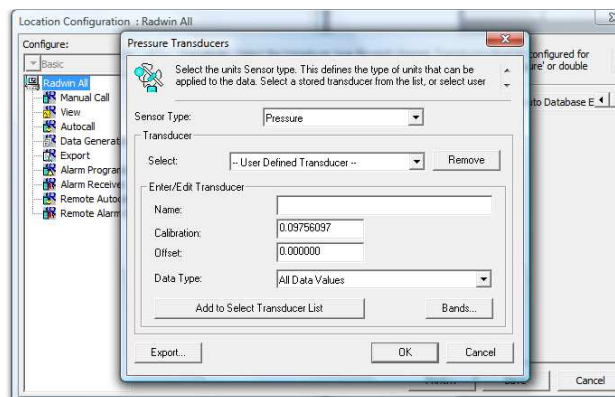 Location Configuration : Radwin All
Configure:
Basic
Radwin All
Manual Call
View
Autocall
Data Generat
Export
Alarm Program
Alarm Receive
Remote Autoc
Remote Alarm
Pressure Transducers
Select the units Sensor type. This defines the type of units that can be
applied to the data. Select a stored transducer from the list, or select user
Sensor Type: Pressure
Transducer
Select: -- User Defined Transducer -- Remove
Enter/Edit Transducer
Name:
Calibration: 0.09756097
Offset: 0.000000
Data Type: All Data Values
Add to Select Transducer List Bands...
Export... OK Cancel
configured for
ure' or double
to Database E
Cancel